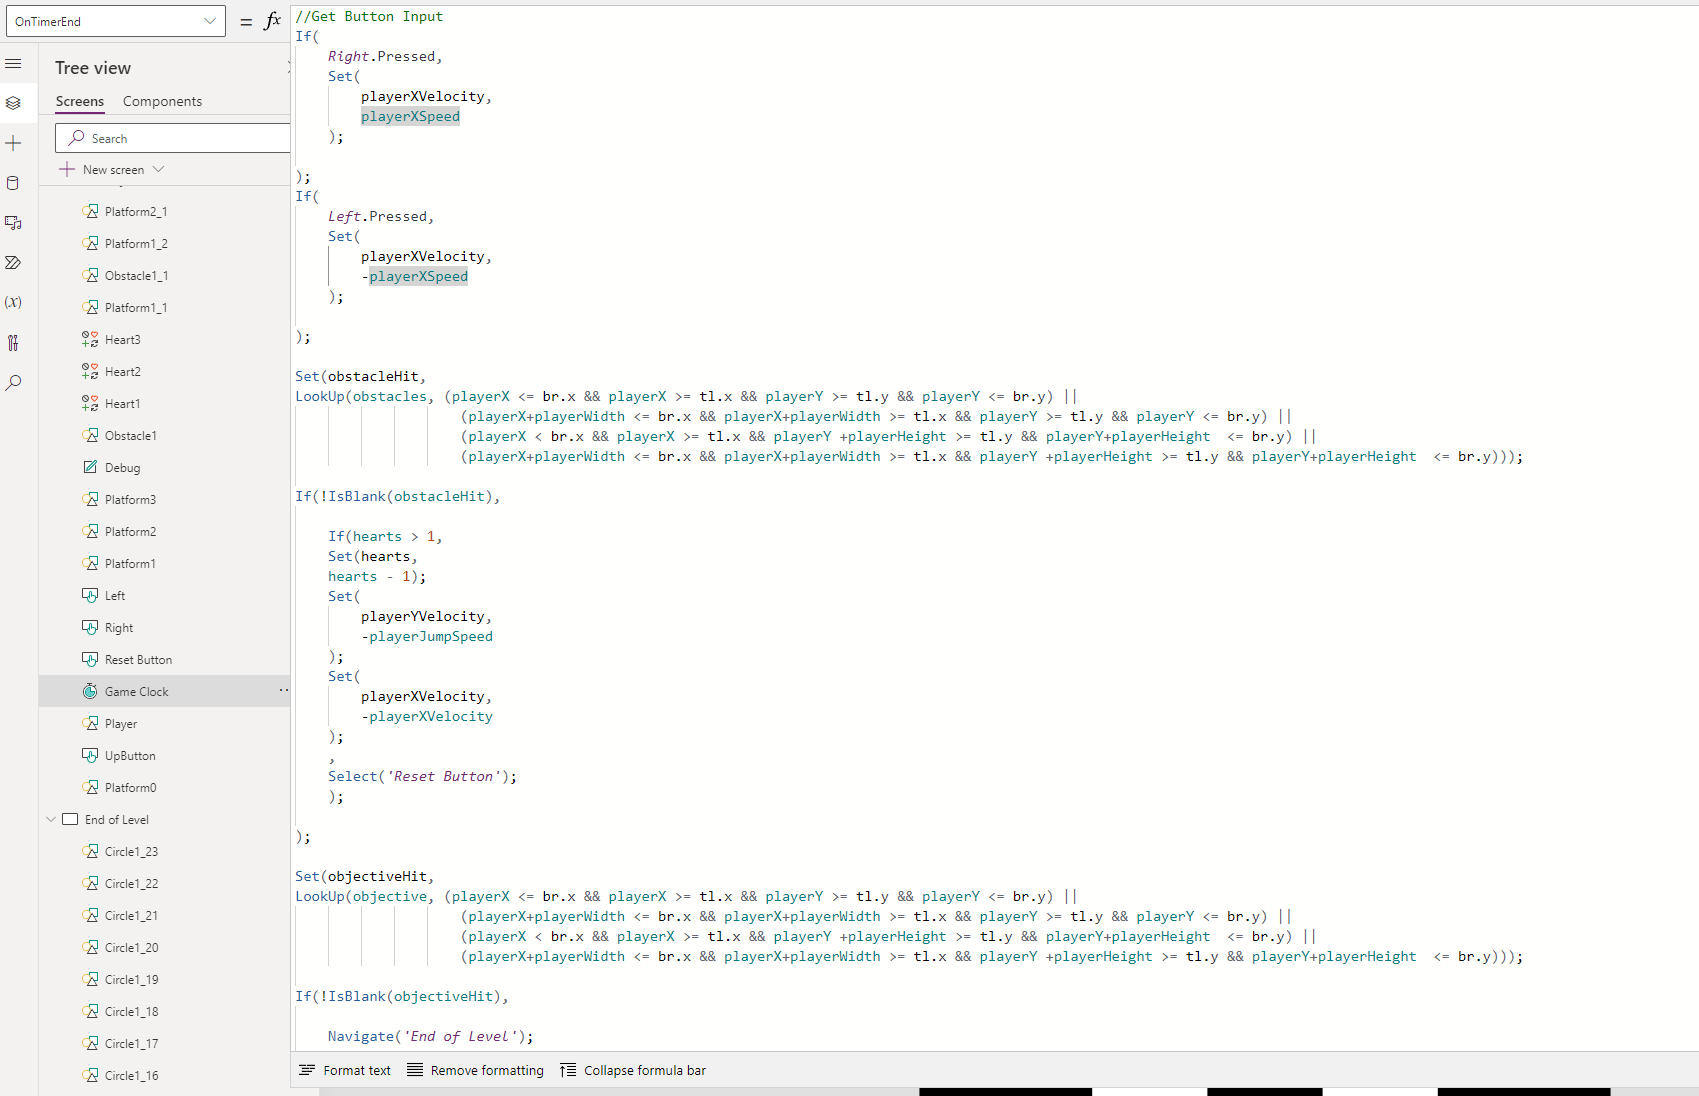 OnTimerEnd
= fx
Tree view
Screens Components
Search
New screen
Platform2_1
Platform1_2
Obstacle1_1
Platform1_1
Heart3
Heart2
Heart1
Obstacle1
Debug
Platform3
Platform2
Platform1
Left
Right
Reset Button
Game Clock ..
Player
UpButton
Platform0
End of Level
Circle1_23
Circle1_22
Circle1_21
Circle1_20
Circle1_19
Circle1_18
Circle1_17
Circle1_16
(x)
//Get Button Input
If(
Right.Pressed,
Set(
playerXVelocity,
playerXSpeed
);
);
If(
Left.Pressed,
Set(
playerXVelocity,
-playerXSpeed
);
);
Set(obstacleHit,
LookUp(obstacles, (playerX <= br.x && playerX >= tl.x && playerY >= tl.y && playerY <= br.y) ||
(playerX+playerWidth <= br.x && playerX+playerWidth >= tl.x && playerY >= tl.y && playerY <= br.y) ||
(playerX < br.x && playerX >= tl.x && playerY +playerHeight >= tl.y && playerY+playerHeight  <= br.y) ||
(playerX+playerWidth <= br.x && playerX+playerWidth >= tl.x && playerY +playerHeight >= tl.y && playerY+playerHeight  <= br.y)));
If(!IsBlank(obstacleHit),
If(hearts > 1,
Set(hearts,
hearts - 1);
Set(
playerYVelocity,
-playerJumpSpeed
);
Set(
playerXVelocity,
-playerXVelocity
);
,
Select('Reset Button');
);
);
Set(objectiveHit,
LookUp(objective, (playerX <= br.x && playerX >= tl.x && playerY >= tl.y && playerY <= br.y) ||
(playerX+playerWidth <= br.x && playerX+playerWidth >= tl.x && playerY >= tl.y && playerY <= br.y) ||
(playerX < br.x && playerX >= tl.x && playerY +playerHeight >= tl.y && playerY+playerHeight  <= br.y) ||
(playerX+playerWidth <= br.x && playerX+playerWidth >= tl.x && playerY +playerHeight >= tl.y && playerY+playerHeight  <= br.y)));
If(!IsBlank(objectiveHit),
Navigate('End of Level');
Format text Remove formatting Collapse formula bar